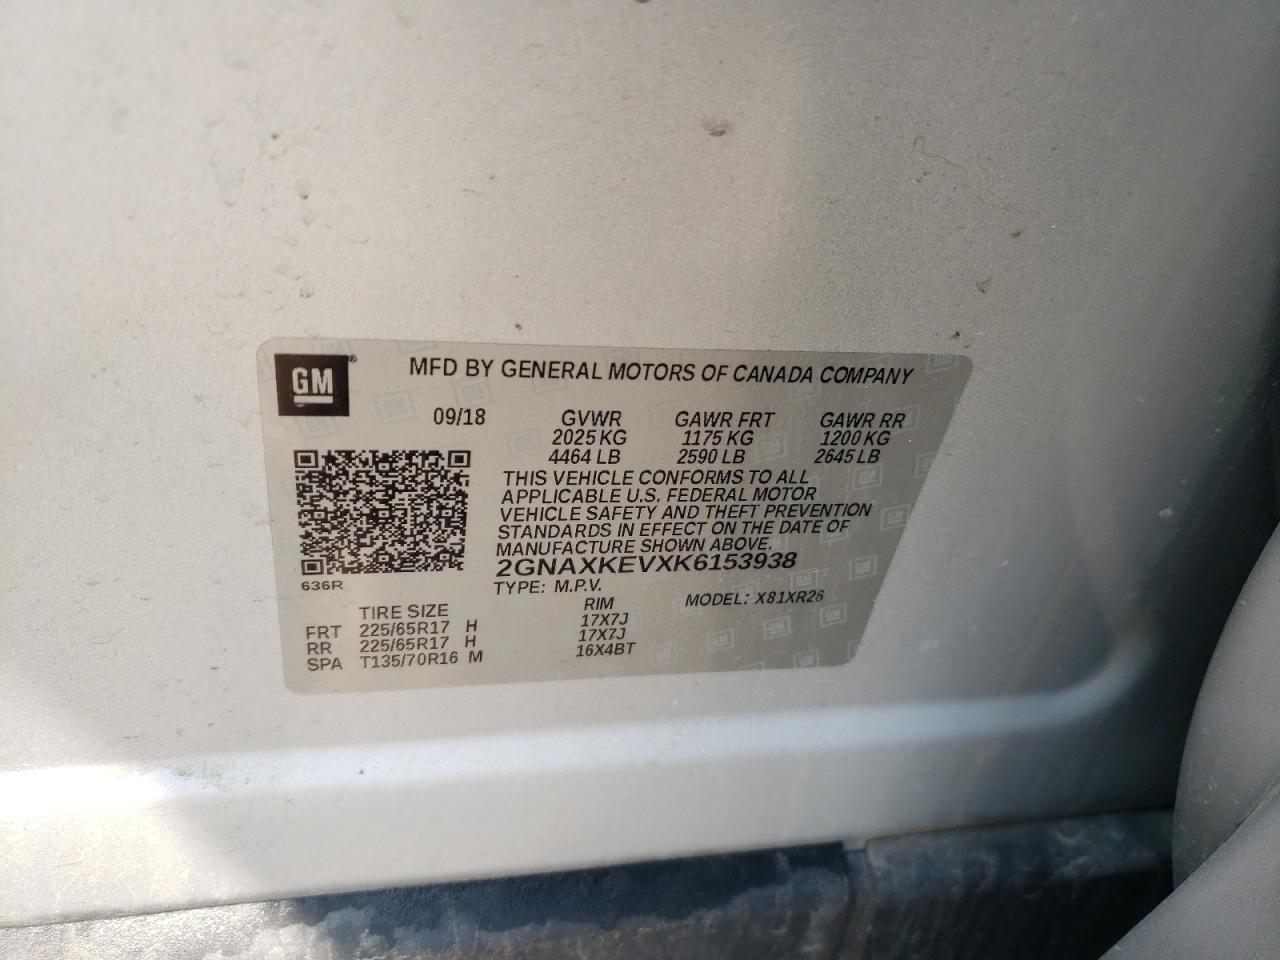 GM®
MFD BY GENERAL MOTORS OF CANADA COMPANY
09/18 GVWR GAWR FRT GAWR RR
2025 KG 1175 KG 1200 KG
4464 LB 2590 LB 2645 LB
THIS VEHICLE CONFORMS TO ALL
APPLICABLE U.S. FEDERAL MOTOR
VEHICLE SAFETY AND THEFT PREVENTION
STANDARDS IN EFFECT ON THE DATE OF
MANUFACTURE SHOWN ABOVE.
2GNAXKEVXK6153938
636R
TYPE: M.P.V. MODEL: X81XR26
TIRE SIZE RIM
FRT 225/65R17 H 17X7J
RR 225/65R17 H 17X7J
SPA T135/70R16 M 16X4BT